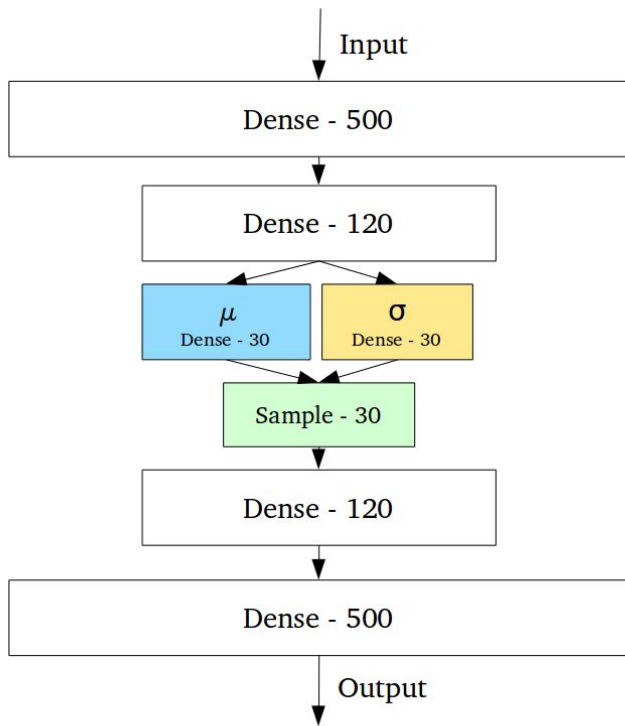 Input
Dense - 500
Dense - 120
μ
Dense - 30
σ
Dense - 30
Sample - 30
Dense - 120
Dense - 500
Output